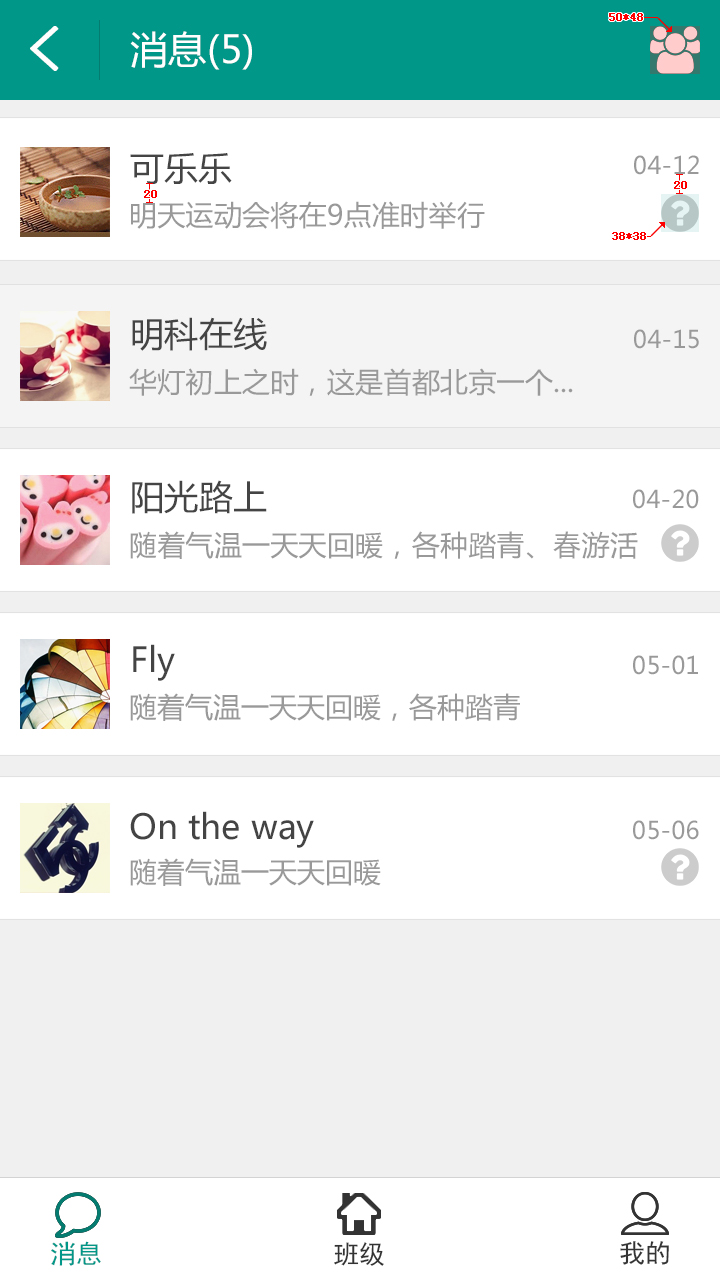 50*48
消息(5)
可乐乐
04-12
20
20
明天运动会将在9点准时举行
?
38*38
明科在线
04-15
华灯初上之时，这是首都北京一个...
阳光路上
04-20
随着气温一天天回暖，各种踏青、春游活
?
Fly
05-01
随着气温一天天回暖，各种踏青
On the way
05-06
随着气温一天天回暖
?
消息
班级
我的